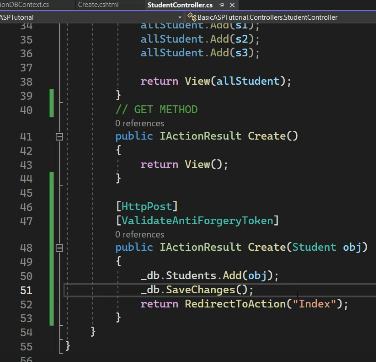 ionDBContext.cs Create.cshtml StudentController.cs
ASPTutorial BasicASPTutorial.Controllers.StudentController
34 allStudent.Add(s1);
35 allStudent.Add(s2);
36 allStudent.Add(s3);
37
38 return View(allStudent);
39 }
40 // GET METHOD
0 references
41 public IActionResult Create()
42 {
43 return View();
44 }
45
46 [HttpPost]
47 [ValidateAntiForgeryToken]
0 references
48 public IActionResult Create(Student obj)
49 {
50 _db.Students.Add(obj);
51 _db.SaveChanges();
52 return RedirectToAction("Index");
53 }
54 }
55 }